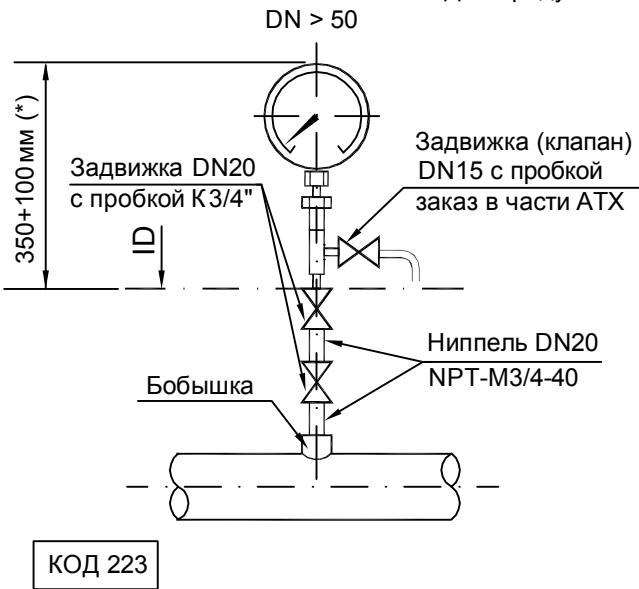 DN > 50
350+100 мм (*)
Задвижка DN20
с пробкой К3/4"
Задвижка (клапан)
DN15 с пробкой
заказ в части АТХ
ID
Ниппель DN20
NPT-M3/4-40
Бобышка
КОД 223